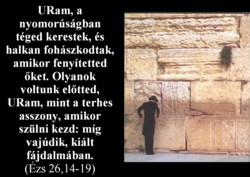 URam, a
nyomorúságban
téged kerestek, és
halkan fohászkodtak,
amikor fenyítetted
őket. Olyanok
voltunk előtted,
URam, mint a terhes
asszony, amikor
szülni kezd: míg
vajúdik, kiált
fájdalmában.
(Ézs 26,14-19)